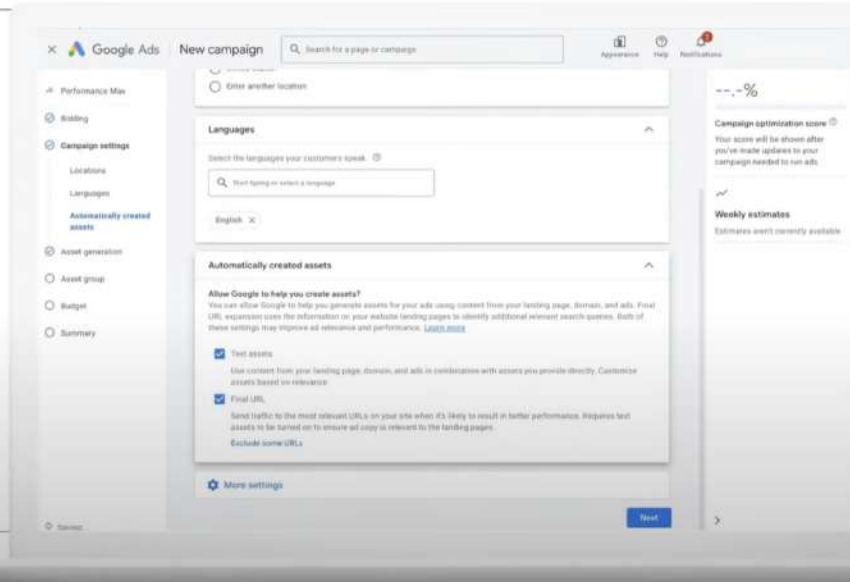 Google Ads
New campaign
Search for a page or campaign
Appearance
Help
Notifications
Performance Max
Bidding
Campaign settings
Locations
Languages
Automatically created
assets
Asset generation
Asset group
Budget
Summary
Enter another location
Languages
Select the languages your customers speak.
Start typing or select a language
English
Automatically created assets
Allow Google to help you create assets?
You can allow Google to help you generate assets for your ads using content from your landing page, domain, and ads. Final
URL expansion uses the information on your website landing pages to identify additional relevant search queries. Both of
these settings may improve ad relevance and performance. Learn more
Text assets
Use content from your landing page, domain, and ads in combination with assets you provide directly. Customize
assets based on relevance
Final URL
Send traffic to the most relevant URLs on your site when it's likely to result in better performance. Requires text
assets to be turned on to ensure ad copy is relevant to the landing pages.
Exclude some URLs
More settings
Next
--.-%
Campaign optimization score
Your score will be shown after
you've made updates to your
campaign needed to run ads.
Weekly estimates
Estimates aren't currently available